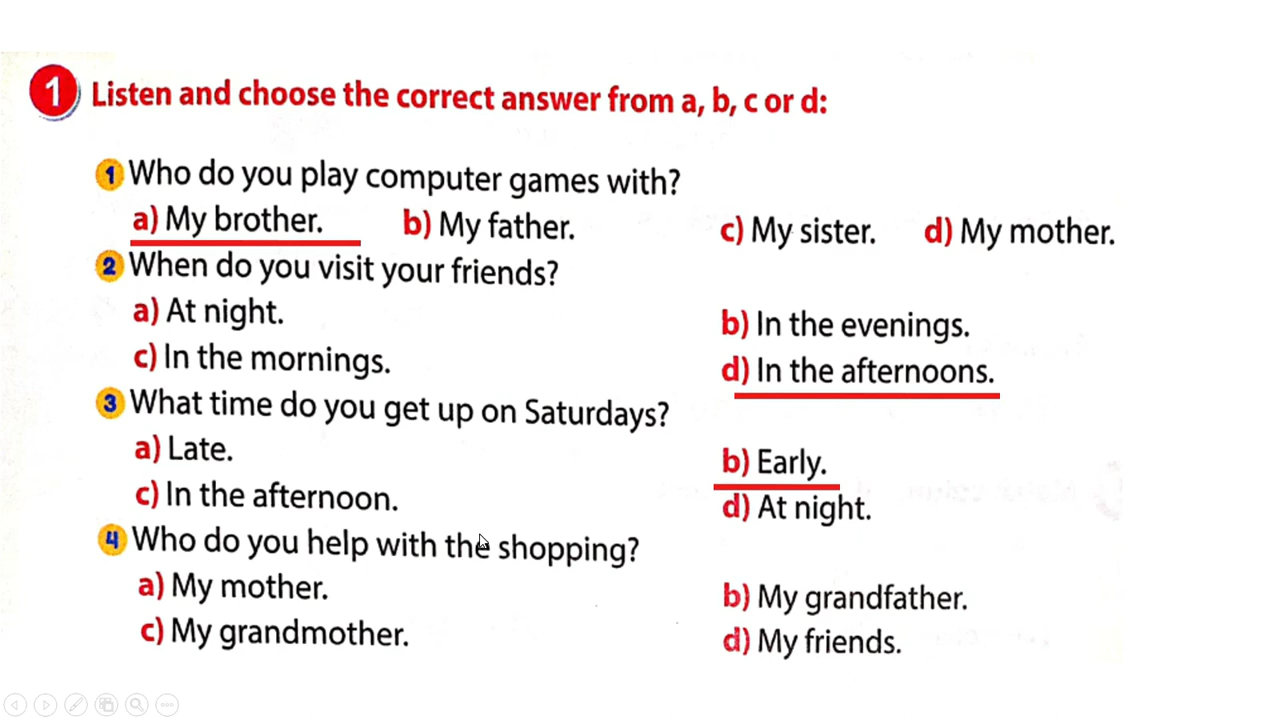 1 Listen and choose the correct answer from a, b, c or d:
1 Who do you play computer games with?
a) My brother. b) My father. c) My sister. d) My mother.
2 When do you visit your friends?
a) At night. b) In the evenings.
c) In the mornings. d) In the afternoons.
3 What time do you get up on Saturdays?
a) Late. b) Early.
c) In the afternoon. d) At night.
4 Who do you help with the shopping?
a) My mother. b) My grandfather.
c) My grandmother. d) My friends.